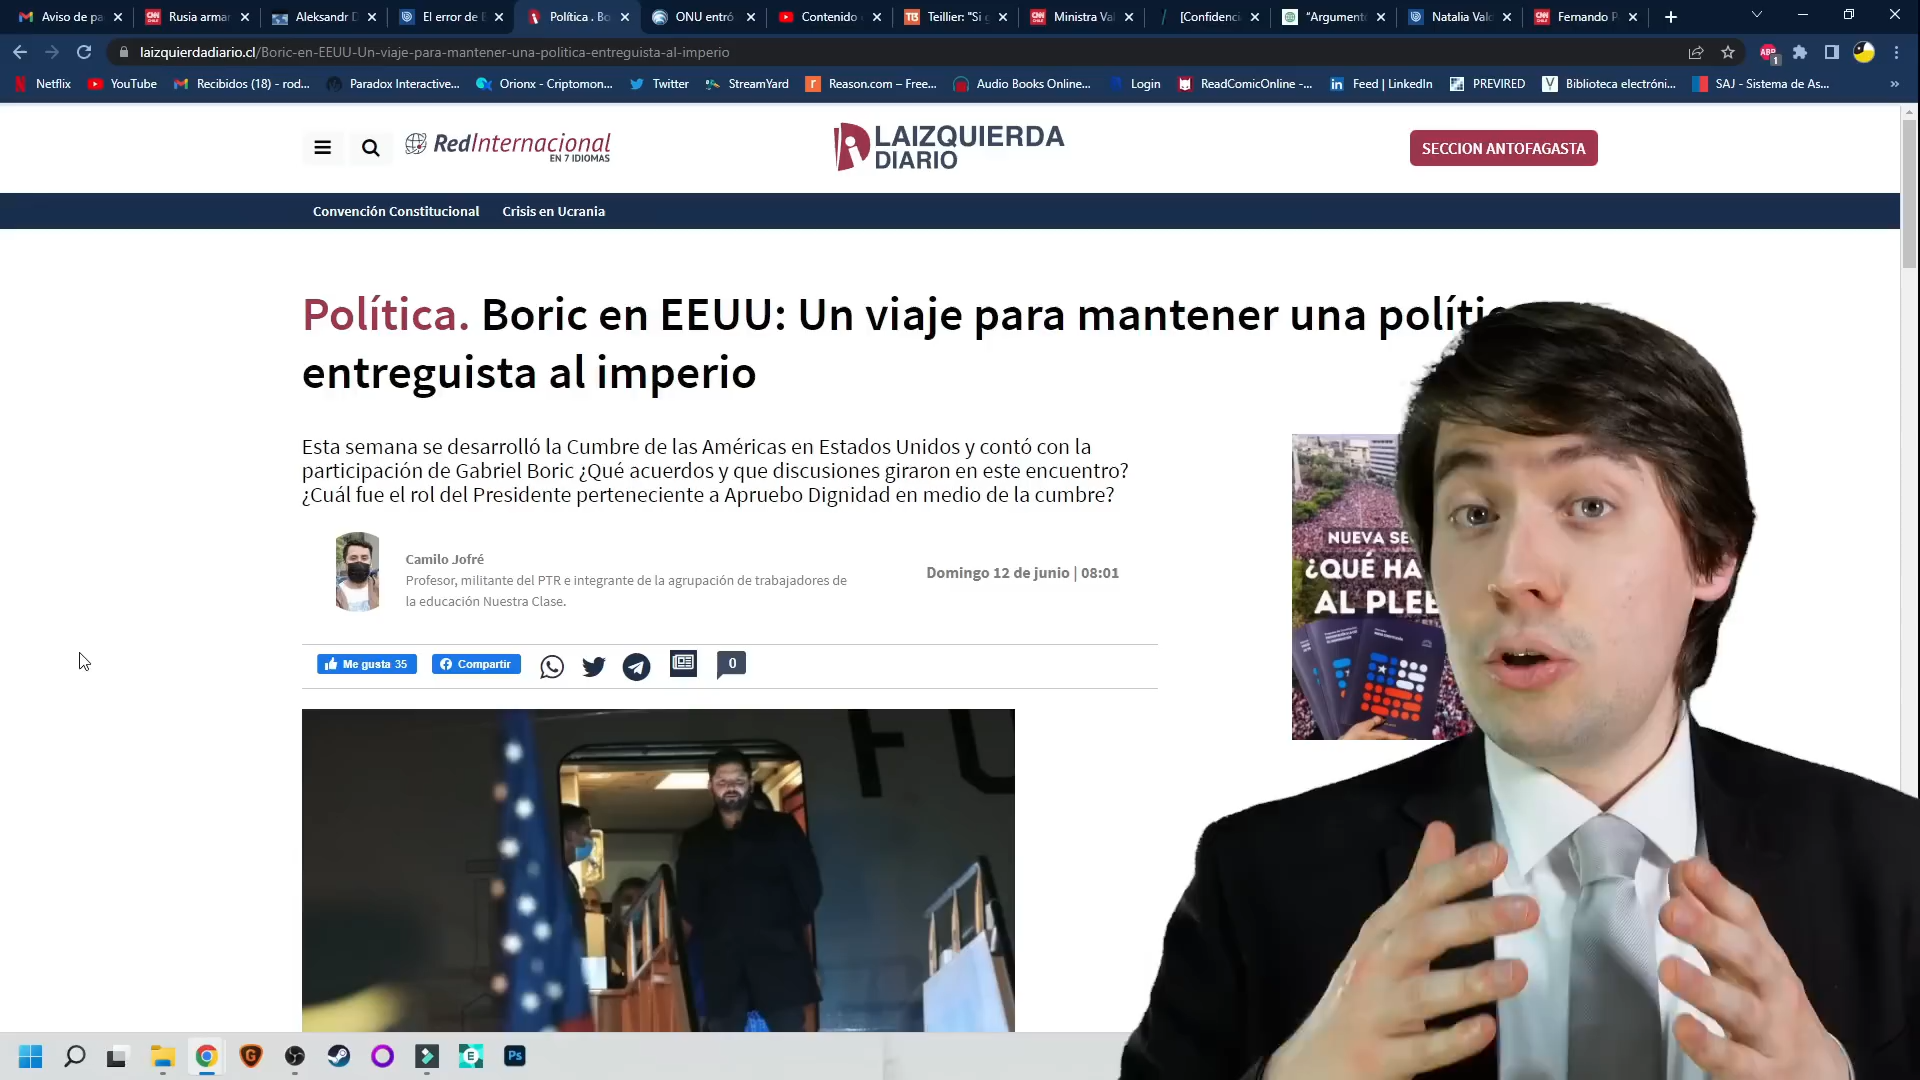 Aviso de pa
Rusia armar
Aleksandr D
El error de E
Política . Bo
ONU entró
Contenido
Teillier: "Si
Ministra Val
[Confidenci
"Argument
Natalia Vald
Fernando P
laizquierdadiario.cl/Boric-en-EEUU-Un-viaje-para-mantener-una-politica-entreguista-al-imperio
ABP
1
Netflix
YouTube
Recibidos (18) - rod...
Paradox Interactive...
Orionx - Criptomon...
Twitter
StreamYard
Reason.com – Free...
Audio Books Online...
Login
ReadComicOnline -...
Feed | LinkedIn
PREVIRED
Biblioteca electróni...
SAJ - Sistema de As...
RedInternacional
EN 7 IDIOMAS
LAIZQUIERDA
DIARIO
SECCION ANTOFAGASTA
Convención Constitucional
Crisis en Ucrania
Política. Boric en EEUU: Un viaje para mantener una polític
entreguista al imperio
Esta semana se desarrolló la Cumbre de las Américas en Estados Unidos y contó con la
participación de Gabriel Boric ¿Qué acuerdos y que discusiones giraron en este encuentro?
¿Cuál fue el rol del Presidente perteneciente a Apruebo Dignidad en medio de la cumbre?
Camilo Jofré
Profesor, militante del PTR e integrante de la agrupación de trabajadores de
la educación Nuestra Clase.
Domingo 12 de junio | 08:01
Me gusta 35
Compartir
0
NUEVA SE
¿QUÉ HA
AL PLEB
FU
Ps